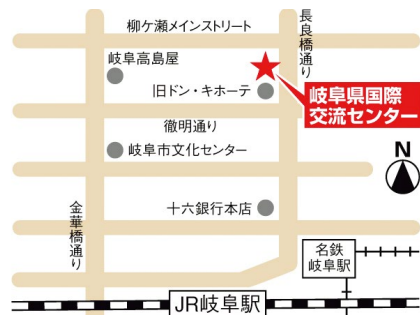 柳ケ瀬メインストリート
長良橋通り
岐阜高島屋
旧ドン・キホーテ
岐阜県国際
交流センター
徹明通り
岐阜市文化センター
N
金華橋通り
十六銀行本店
名鉄
岐阜駅
JR岐阜駅